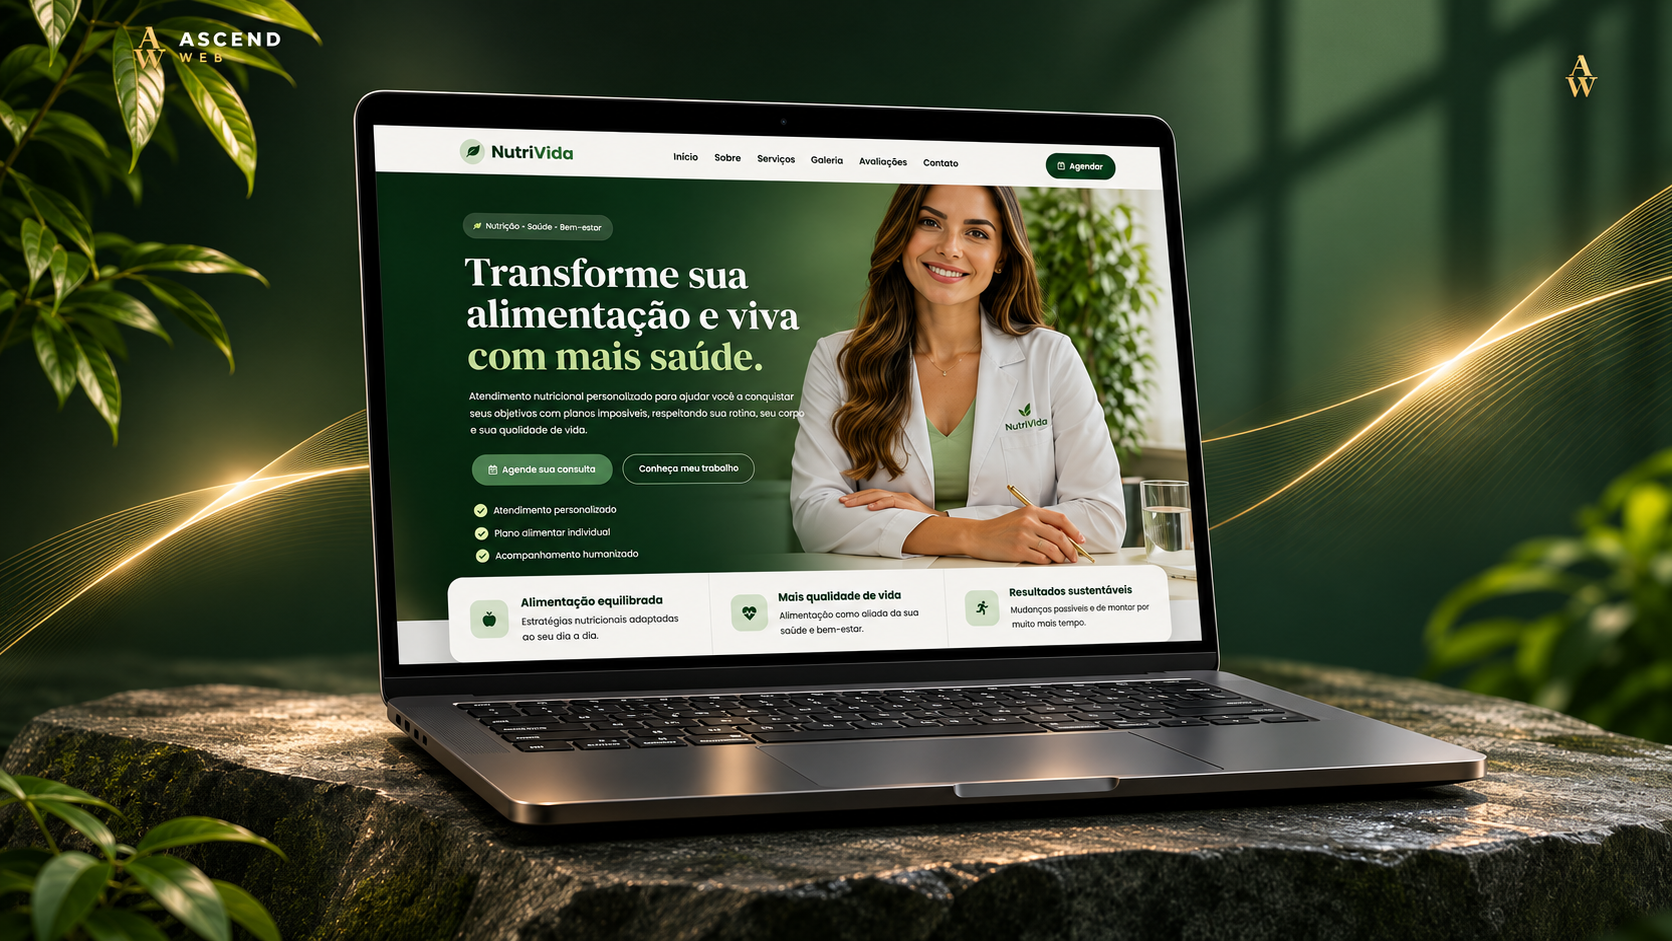 ASCEND
WEB
AW
AW
NutriVida
Início Sobre Serviços Galeria Avaliações Contato
Agendar
Nutrição - Saúde - Bem-estar
Transforme sua
alimentação e viva
com mais saúde.
Atendimento nutricional personalizado para ajudar você a conquistar
seus objetivos com planos imposiveis, respeitando sua rotina, seu corpo
e sua qualidade de vida.
Agende sua consulta
Conheça meu trabalho
Atendimento personalizado
Plano alimentar individual
Acompanhamento humanizado
NutriVida
Alimentação equilibrada
Estratégias nutricionais adaptadas
ao seu dia a dia.
Mais qualidade de vida
Alimentação como aliada da sua
saúde e bem-estar.
Resultados sustentáveis
Mudanças possiveis e de montar por
muito mais tempo.